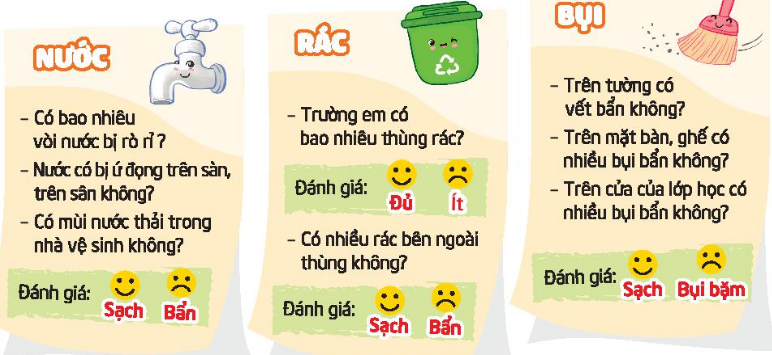 NƯỚC
- Có bao nhiêu
vòi nước bị rò rỉ ?
- Nước có bị ứ đọng trên sàn,
trên sân không?
- Có mùi nước thải trong
nhà vệ sinh không?
Đánh giá:
Sạch Bẩn
RÁC
- Trường em có
bao nhiêu thùng rác?
Đánh giá:
Đủ Ít
- Có nhiều rác bên ngoài
thùng không?
Đánh giá:
Sạch Bẩn
BỤI
- Trên tường có
vết bẩn không?
- Trên mặt bàn, ghế có
nhiều bụi bẩn không?
- Trên cửa của lớp học có
nhiều bụi bẩn không?
Đánh giá:
Sạch Bụi bặm